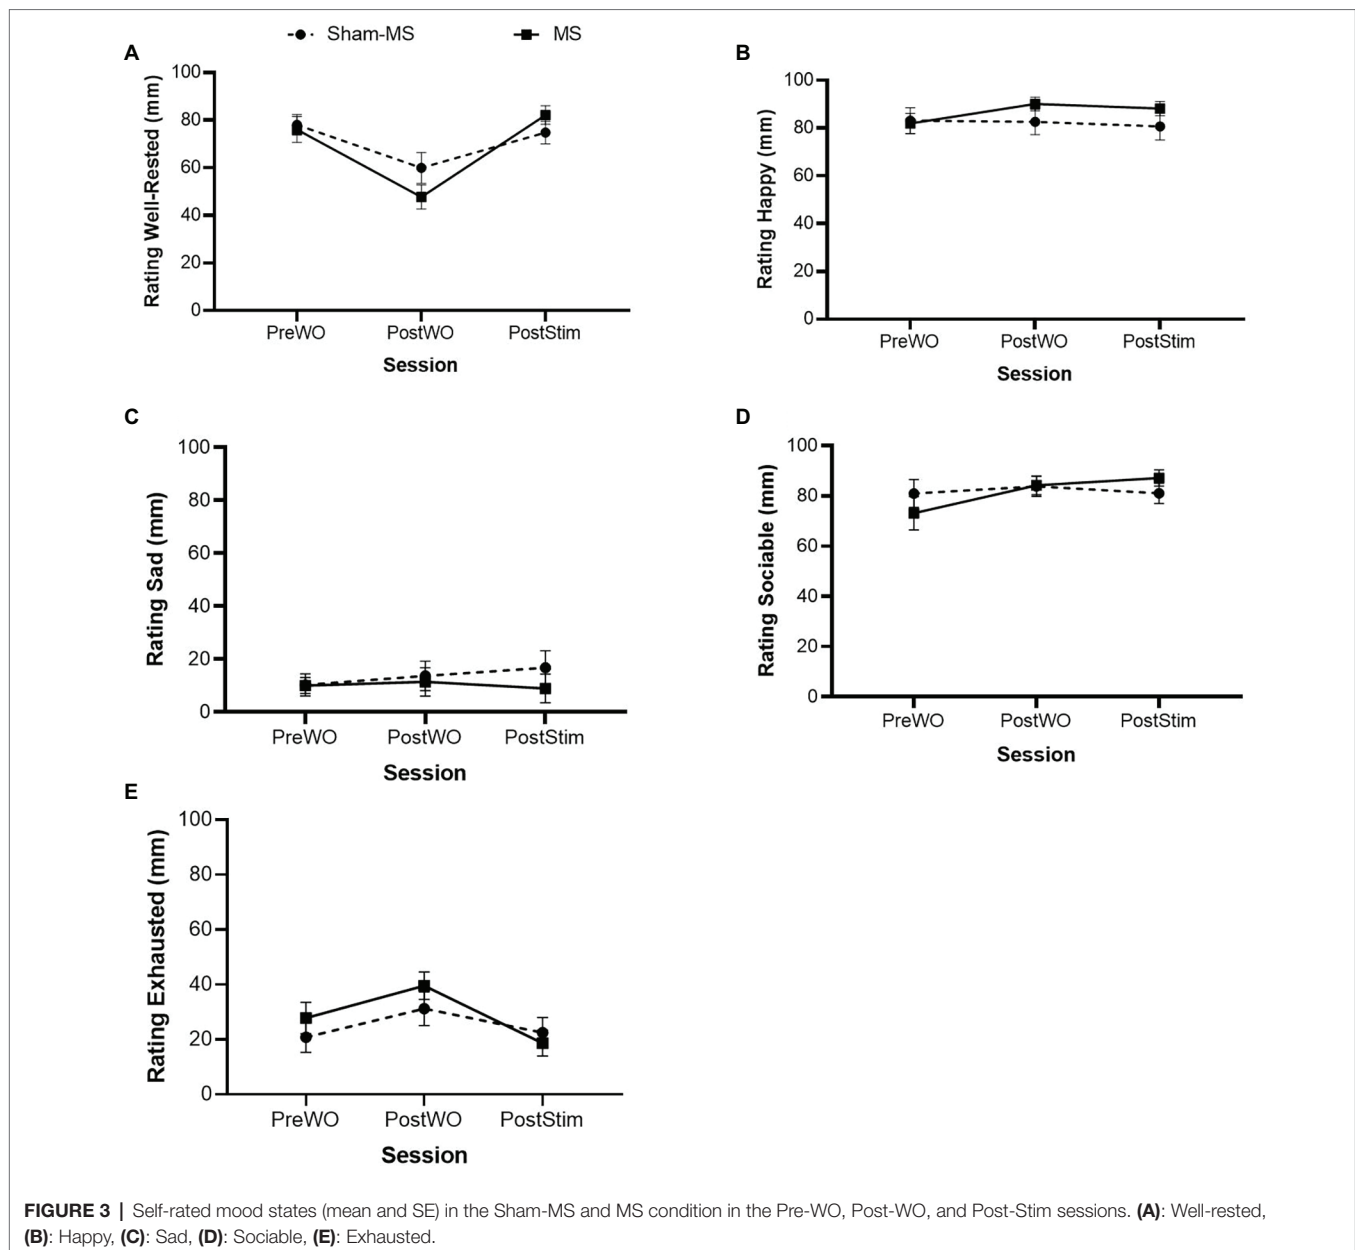 Sham-MS MS
A
Rating Well-Rested (mm)
100
80
60
40
20
0
PreWO PostWO PostStim
Session
B
Rating Happy (mm)
100
80
60
40
20
0
PreWO PostWO PostStim
Session
C
Rating Sad (mm)
100
80
60
40
20
0
PreWO PostWO PostStim
Session
D
Rating Sociable (mm)
100
80
60
40
20
0
PreWO PostWO PostStim
Session
E
Rating Exhausted (mm)
100
80
60
40
20
0
PreWO PostWO PostStim
Session
FIGURE 3 | Self-rated mood states (mean and SE) in the Sham-MS and MS condition in the Pre-WO, Post-WO, and Post-Stim sessions. (A): Well-rested,
(B): Happy, (C): Sad, (D): Sociable, (E): Exhausted.